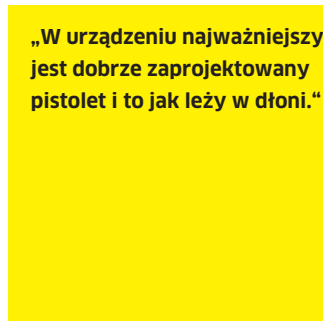 „W urządzeniu najważniejszy
jest dobrze zaprojektowany
pistolet i to jak leży w dłoni.“